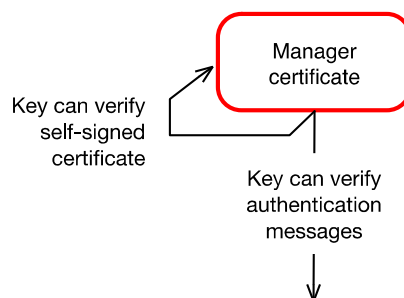 Manager
certificate
Key can verify
self-signed
certificate
Key can verify
authentication
messages